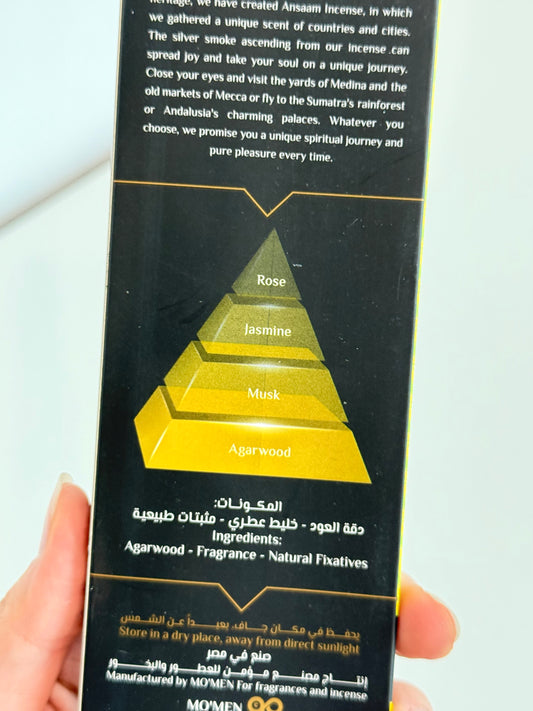 heritage, we have created Ansaam Incense, in which
we gathered a unique scent of countries and cities.
The silver smoke ascending from our incense can
spread joy and take your soul on a unique journey.
Close your eyes and visit the yards of Medina and the
old markets of Mecca or fly to the Sumatra's rainforest
or Andalusia's charming palaces. Whatever you
choose, we promise you a unique spiritual journey and
pure pleasure every time.
Rose
Jasmine
Musk
Agarwood
المكونات:
دقة العود - خليط عطري - مثبتات طبيعية
Ingredients:
Agarwood - Fragrance - Natural Fixatives
يحفظ في مكان جاف، بعيداً عن الشمس
Store in a dry place, away from direct sunlight
صنع في مصر
إنتاج مصنع مؤمن للعطور والبخور
Manufactured by MO'MEN For fragrances and incense
MO'MEN